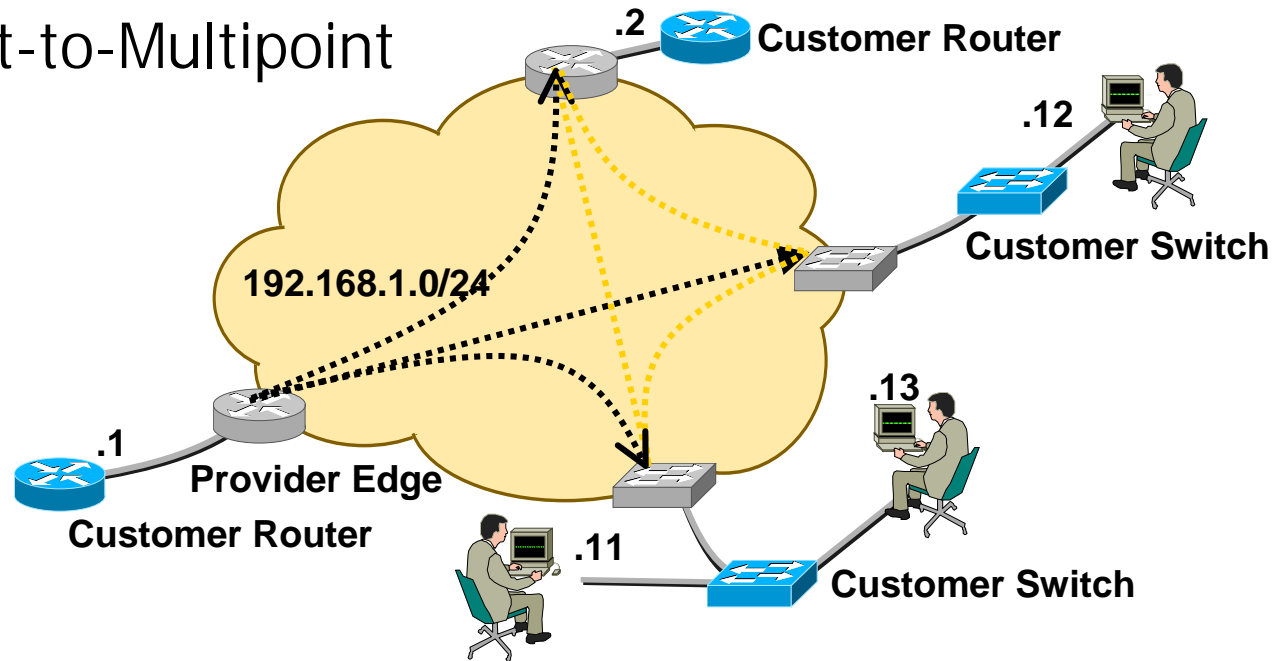 t-to-Multipoint
.2
Customer Router
.12
Customer Switch
192.168.1.0/24
.13
.1
Provider Edge
Customer Router
.11
Customer Switch